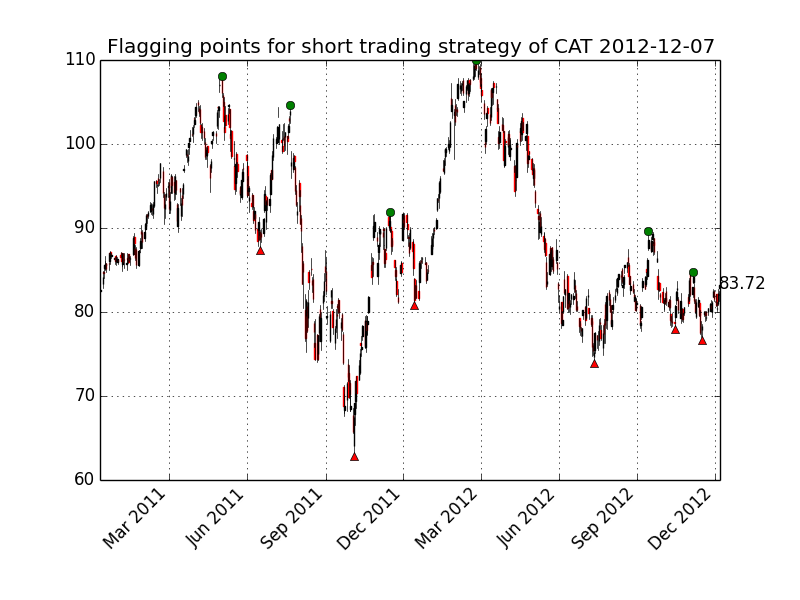 Flagging points for short trading strategy of CAT 2012-12-07
110
100
90
80
70
60
83.72
Mar 2011
Jun 2011
Sep 2011
Dec 2011
Mar 2012
Jun 2012
Sep 2012
Dec 2012